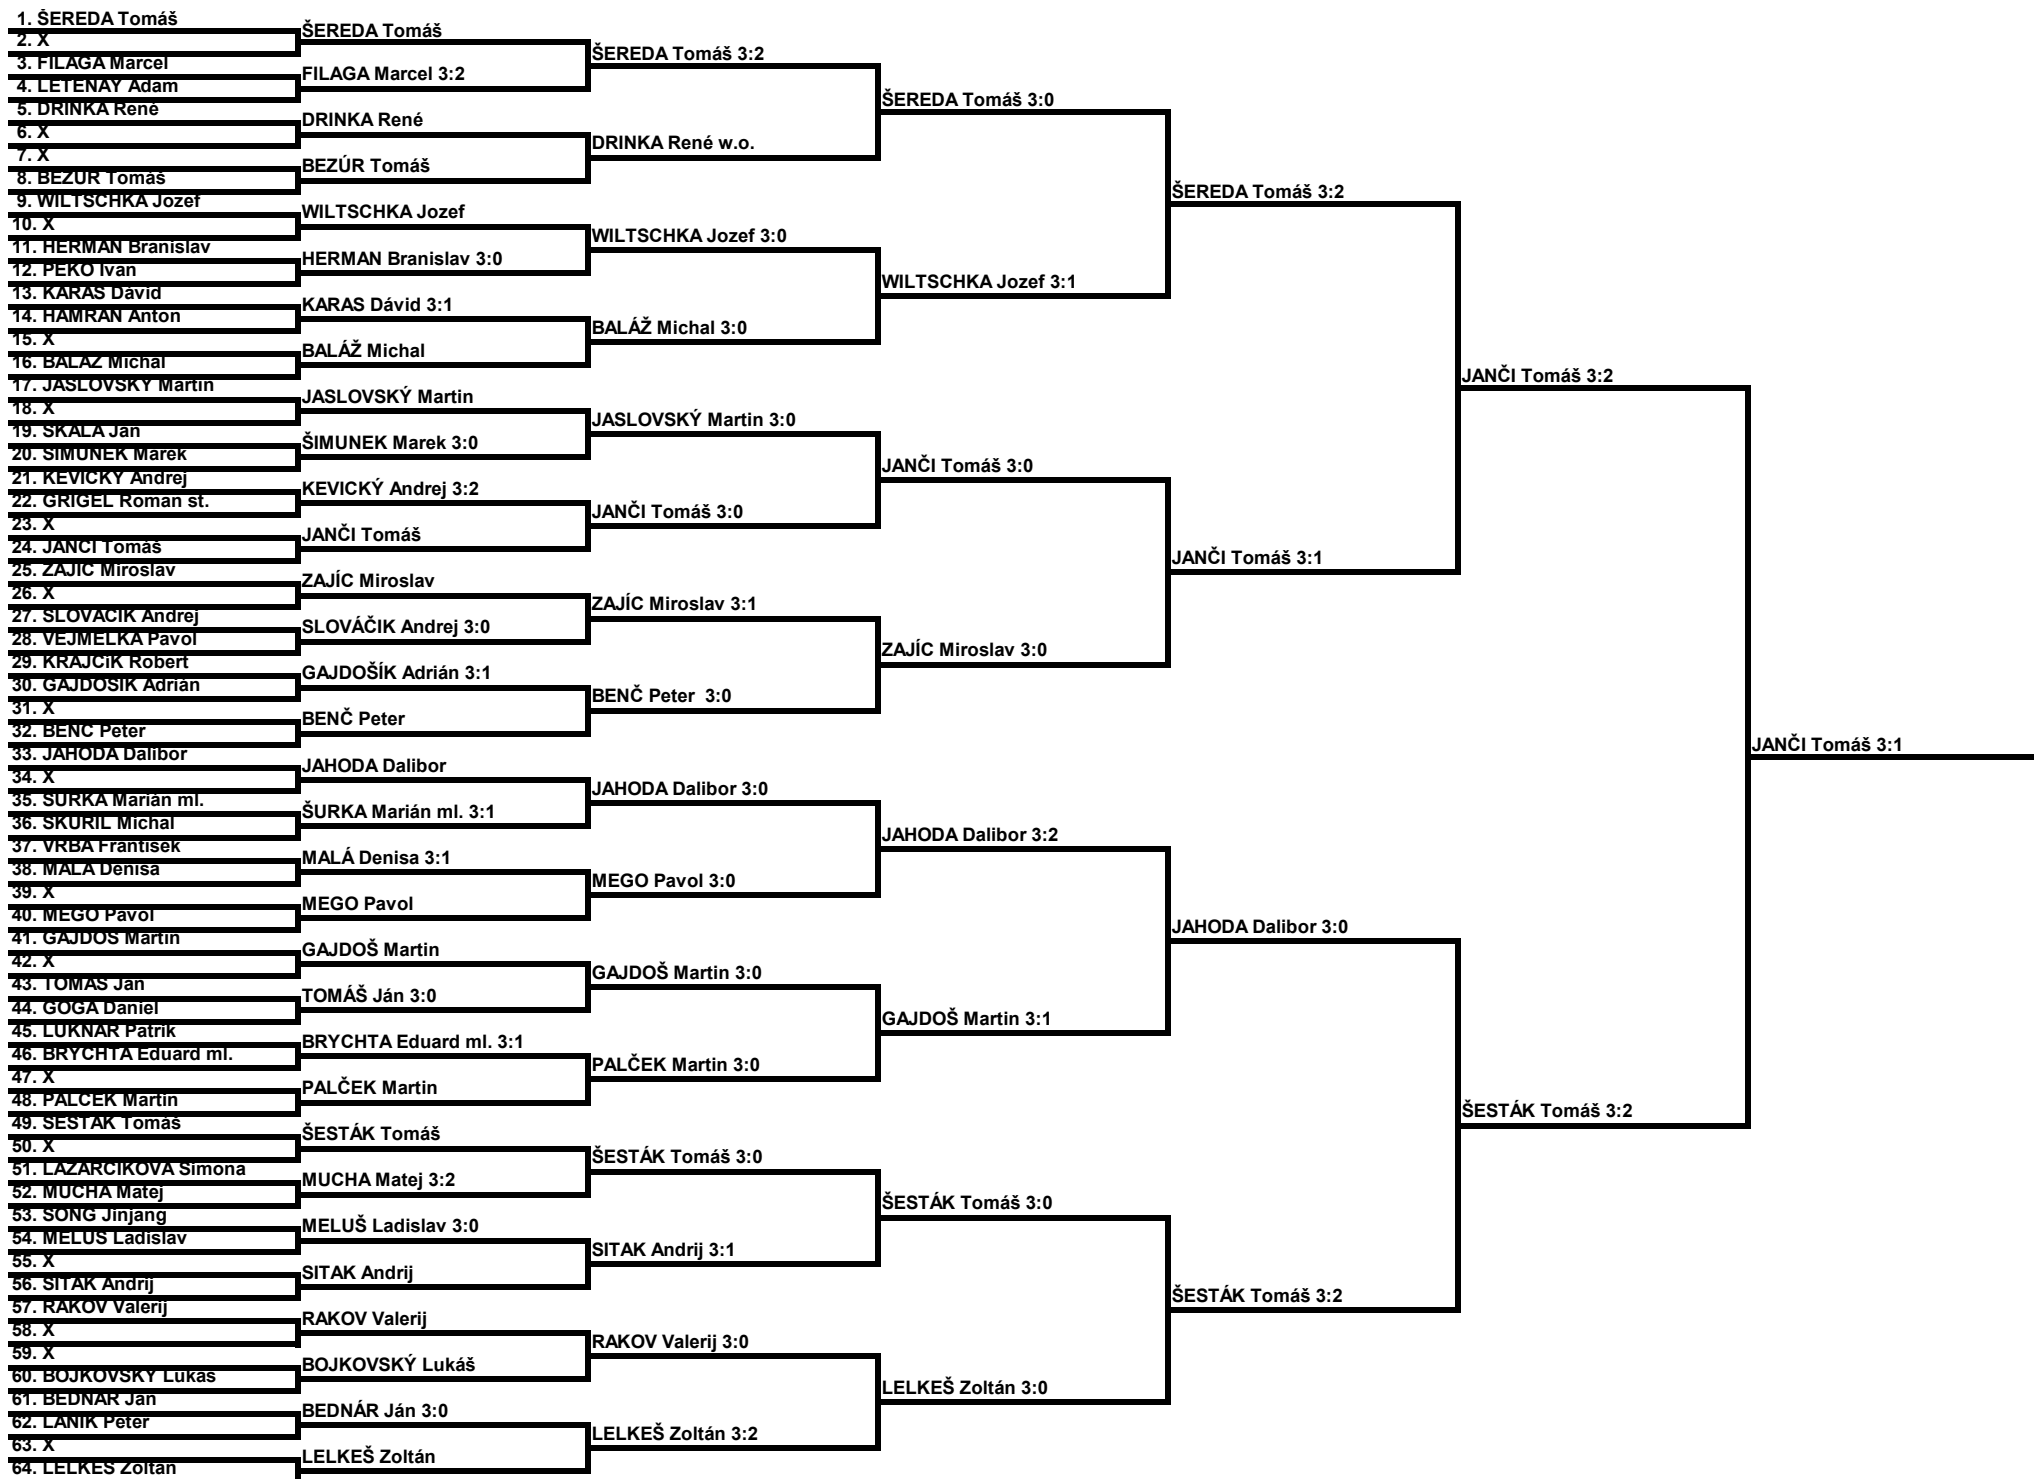 1. ŠEREDA Tomáš
2. X
3. FILAGA Marcel
4. LETENAY Adam
5. DRINKA René
6. X
7. X
8. BEZÚR Tomáš
9. WILTSCHKA Jozef
10. X
11. HERMAN Branislav
12. PEKO Ivan
13. KARAS Dávid
14. HAMRAN Anton
15. X
16. BALÁŽ Michal
17. JASLOVSKÝ Martin
18. X
19. SKALA Ján
20. ŠIMUNEK Marek
21. KEVICKÝ Andrej
22. GRIGEL Roman st.
23. X
24. JANČI Tomáš
25. ZAJÍC Miroslav
26. X
27. SLOVÁČIK Andrej
28. VEJMELKA Pavol
29. KRAJČíK Robert
30. GAJDOŠÍK Adrián
31. X
32. BENČ Peter
33. JAHODA Dalibor
34. X
35. ŠURKA Marián ml.
36. SKURIL Michal
37. VRBA František
38. MALÁ Denisa
39. X
40. MEGO Pavol
41. GAJDOŠ Martin
42. X
43. TOMÁŠ Ján
44. GOGA Daniel
45. LUKNÁR Patrik
46. BRYCHTA Eduard ml.
47. X
48. PALČEK Martin
49. ŠESTÁK Tomáš
50. X
51. LAZARČÍKOVÁ Simona
52. MUCHA Matej
53. SONG Jinjang
54. MELUŠ Ladislav
55. X
56. SITAK Andrij
57. RAKOV Valerij
58. X
59. X
60. BOJKOVSKÝ Lukáš
61. BEDNÁR Ján
62. LANIK Peter
63. X
64. LELKEŠ Zoltán
ŠEREDA Tomáš
FILAGA Marcel 3:2
DRINKA René
BEZÚR Tomáš
WILTSCHKA Jozef
HERMAN Branislav 3:0
KARAS Dávid 3:1
BALÁŽ Michal
JASLOVSKÝ Martin
ŠIMUNEK Marek 3:0
KEVICKÝ Andrej 3:2
JANČI Tomáš
ZAJÍC Miroslav
SLOVÁČIK Andrej 3:0
GAJDOŠÍK Adrián 3:1
BENČ Peter
JAHODA Dalibor
ŠURKA Marián ml. 3:1
MALÁ Denisa 3:1
MEGO Pavol
GAJDOŠ Martin
TOMÁŠ Ján 3:0
BRYCHTA Eduard ml. 3:1
PALČEK Martin
ŠESTÁK Tomáš
MUCHA Matej 3:2
MELUŠ Ladislav 3:0
SITAK Andrij
RAKOV Valerij
BOJKOVSKÝ Lukáš
BEDNÁR Ján 3:0
LELKEŠ Zoltán
ŠEREDA Tomáš 3:2
DRINKA René w.o.
WILTSCHKA Jozef 3:0
BALÁŽ Michal 3:0
JASLOVSKÝ Martin 3:0
JANČI Tomáš 3:0
ZAJÍC Miroslav 3:1
BENČ Peter 3:0
JAHODA Dalibor 3:0
MEGO Pavol 3:0
GAJDOŠ Martin 3:0
PALČEK Martin 3:0
ŠESTÁK Tomáš 3:0
SITAK Andrij 3:1
RAKOV Valerij 3:0
LELKEŠ Zoltán 3:2
ŠEREDA Tomáš 3:0
WILTSCHKA Jozef 3:1
JANČI Tomáš 3:0
ZAJÍC Miroslav 3:0
JAHODA Dalibor 3:2
GAJDOŠ Martin 3:1
ŠESTÁK Tomáš 3:0
LELKEŠ Zoltán 3:0
ŠEREDA Tomáš 3:2
JANČI Tomáš 3:1
JAHODA Dalibor 3:0
ŠESTÁK Tomáš 3:2
JANČI Tomáš 3:2
ŠESTÁK Tomáš 3:2
JANČI Tomáš 3:1